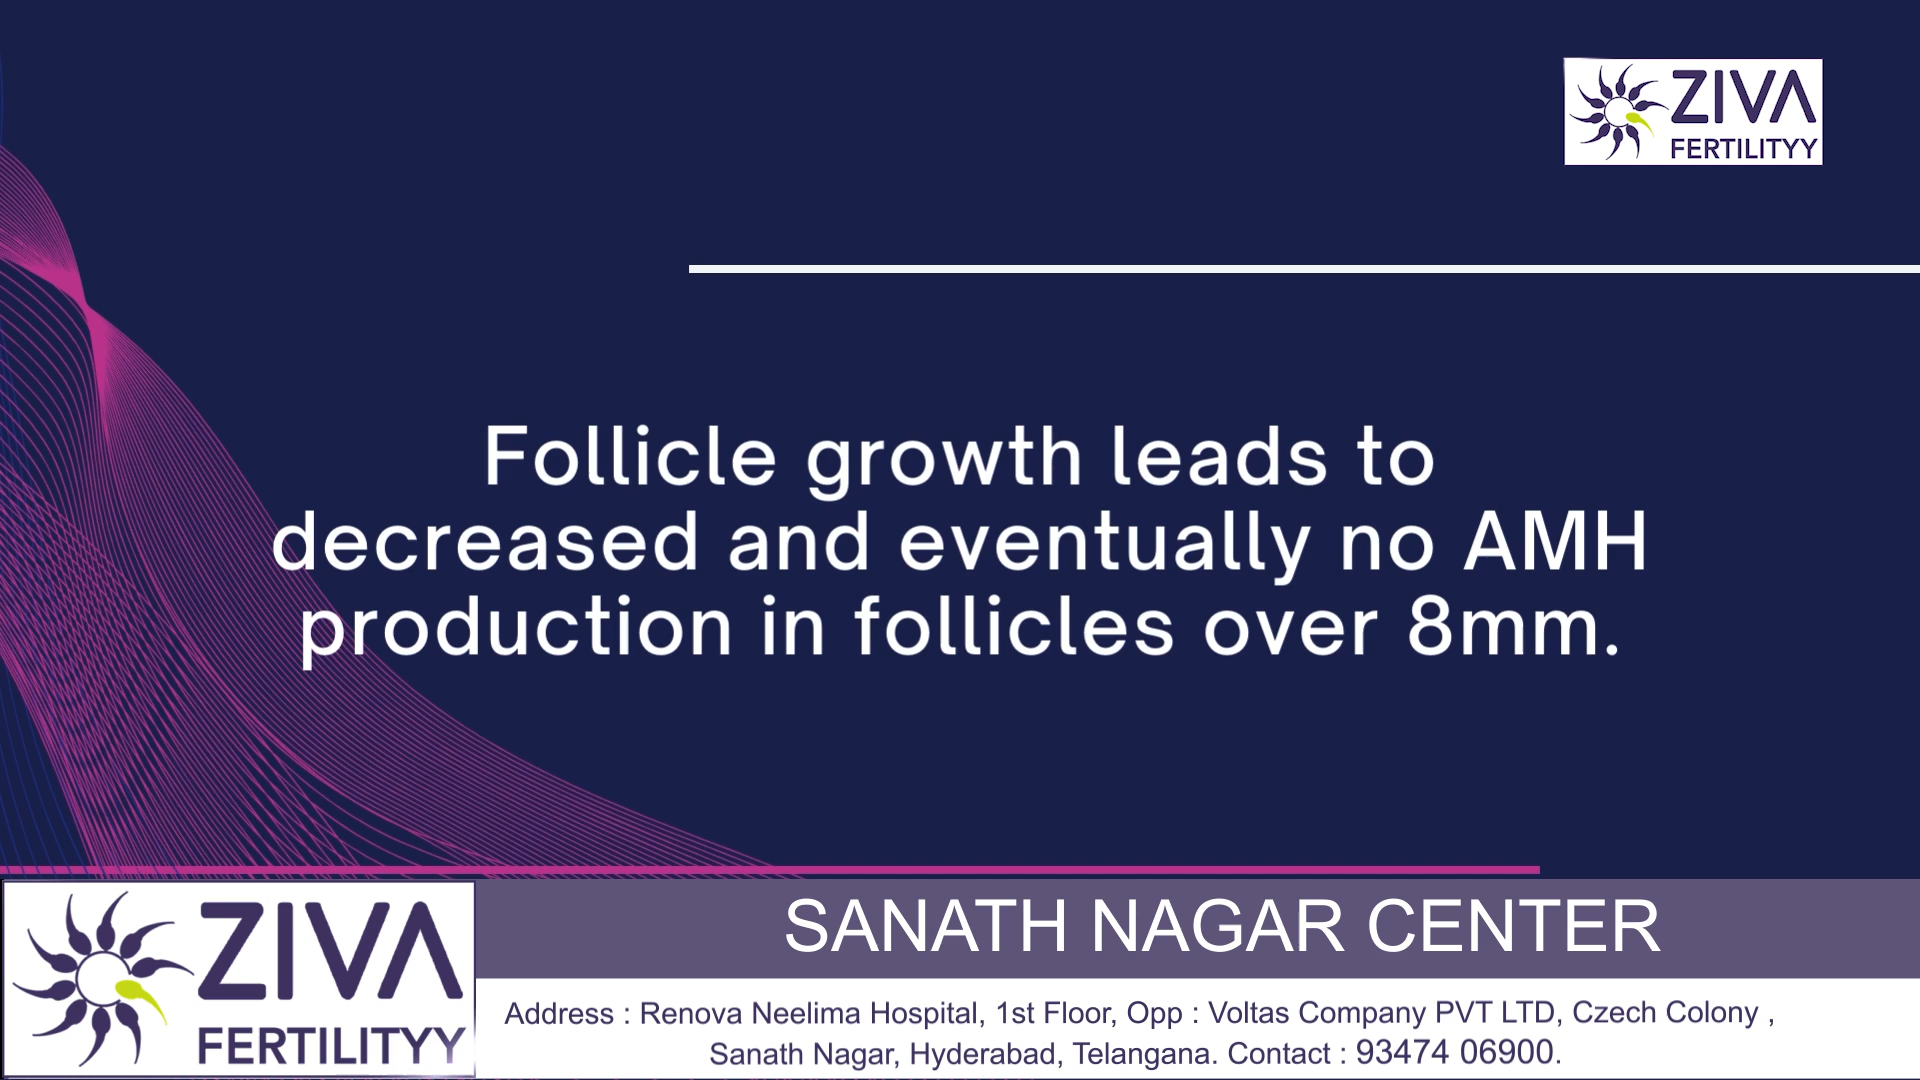 ZIVA
FERTILITYY
Follicle growth leads to
decreased and eventually no AMH
production in follicles over 8mm.
ZIVA
FERTILITYY
SANATH NAGAR CENTER
Address : Renova Neelima Hospital, 1st Floor, Opp : Voltas Company PVT LTD, Czech Colony ,
Sanath Nagar, Hyderabad, Telangana. Contact : 93474 06900.